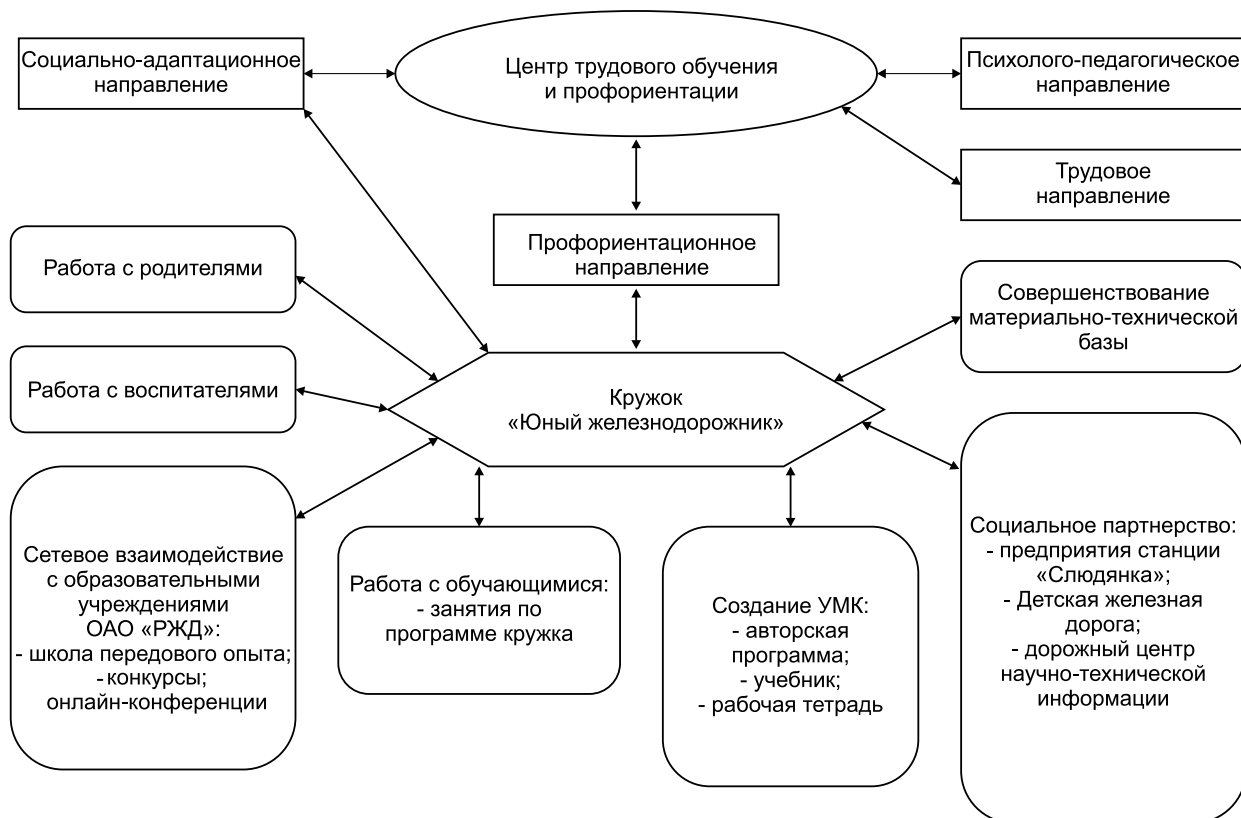 Социально-адаптационное
направление
Центр трудового обучения
и профориентации
Психолого-педагогическое
направление
Трудовое
направление
Профориентационное
направление
Работа с родителями
Совершенствование
материально-технической
базы
Работа с воспитателями
Кружок
«Юный железнодорожник»
Сетевое взаимодействие
с образовательными
учреждениями
ОАО «РЖД»:
- школа передового опыта;
- конкурсы;
онлайн-конференции
Работа с обучающимися:
- занятия по
программе кружка
Создание УМК:
- авторская
программа;
- учебник;
- рабочая тетрадь
Социальное партнерство:
- предприятия станции
«Слюдянка»;
- Детская железная
дорога;
- дорожный центр
научно-технической
информации